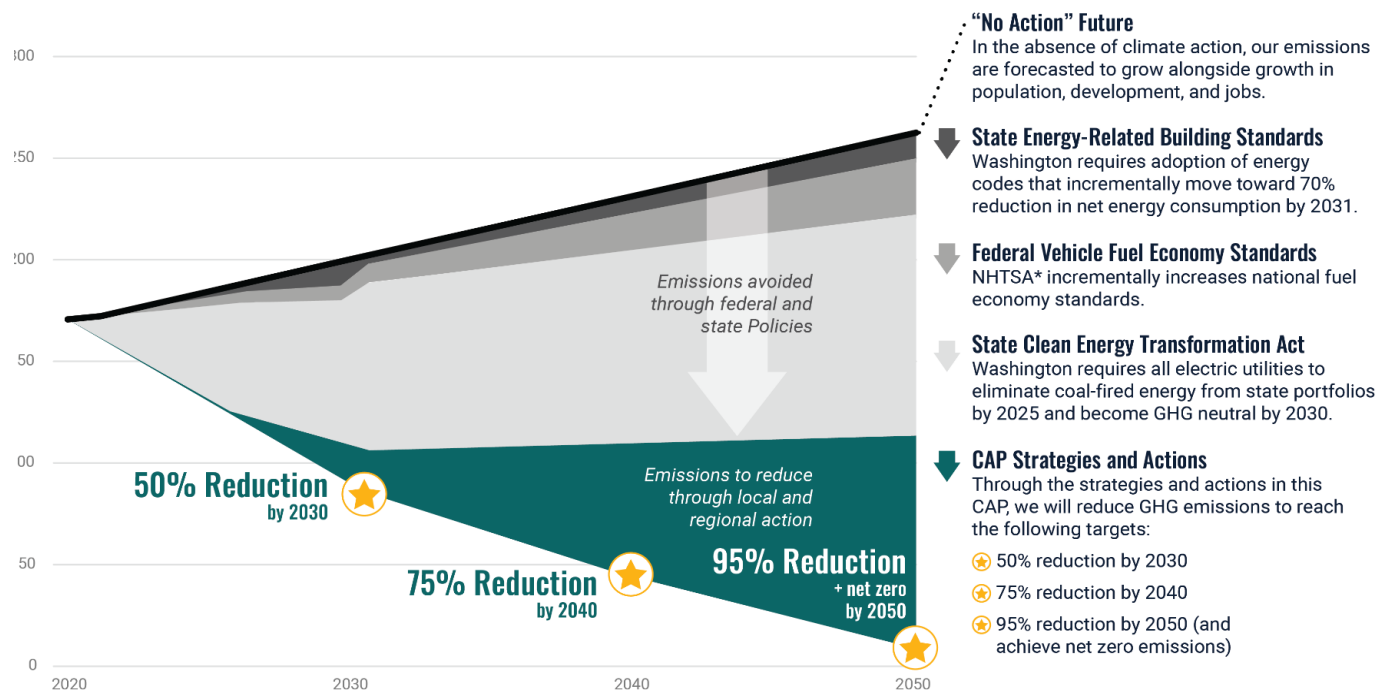 “No Action” Future
In the absence of climate action, our emissions
are forecasted to grow alongside growth in
population, development, and jobs.
State Energy-Related Building Standards
Washington requires adoption of energy
codes that incrementally move toward 70%
reduction in net energy consumption by 2031.
Federal Vehicle Fuel Economy Standards
NHTSA* incrementally increases national fuel
economy standards.
State Clean Energy Transformation Act
Washington requires all electric utilities to
eliminate coal-fired energy from state portfolios
by 2025 and become GHG neutral by 2030.
CAP Strategies and Actions
Through the strategies and actions in this
CAP, we will reduce GHG emissions to reach
the following targets:
50% reduction by 2030
75% reduction by 2040
95% reduction by 2050 (and
achieve net zero emissions)
300
250
200
50
00
50
0
Emissions avoided
through federal and
state Policies
Emissions to reduce
through local and
regional action
50% Reduction
by 2030
75% Reduction
by 2040
95% Reduction
+ net zero
by 2050
2020
2030
2040
2050